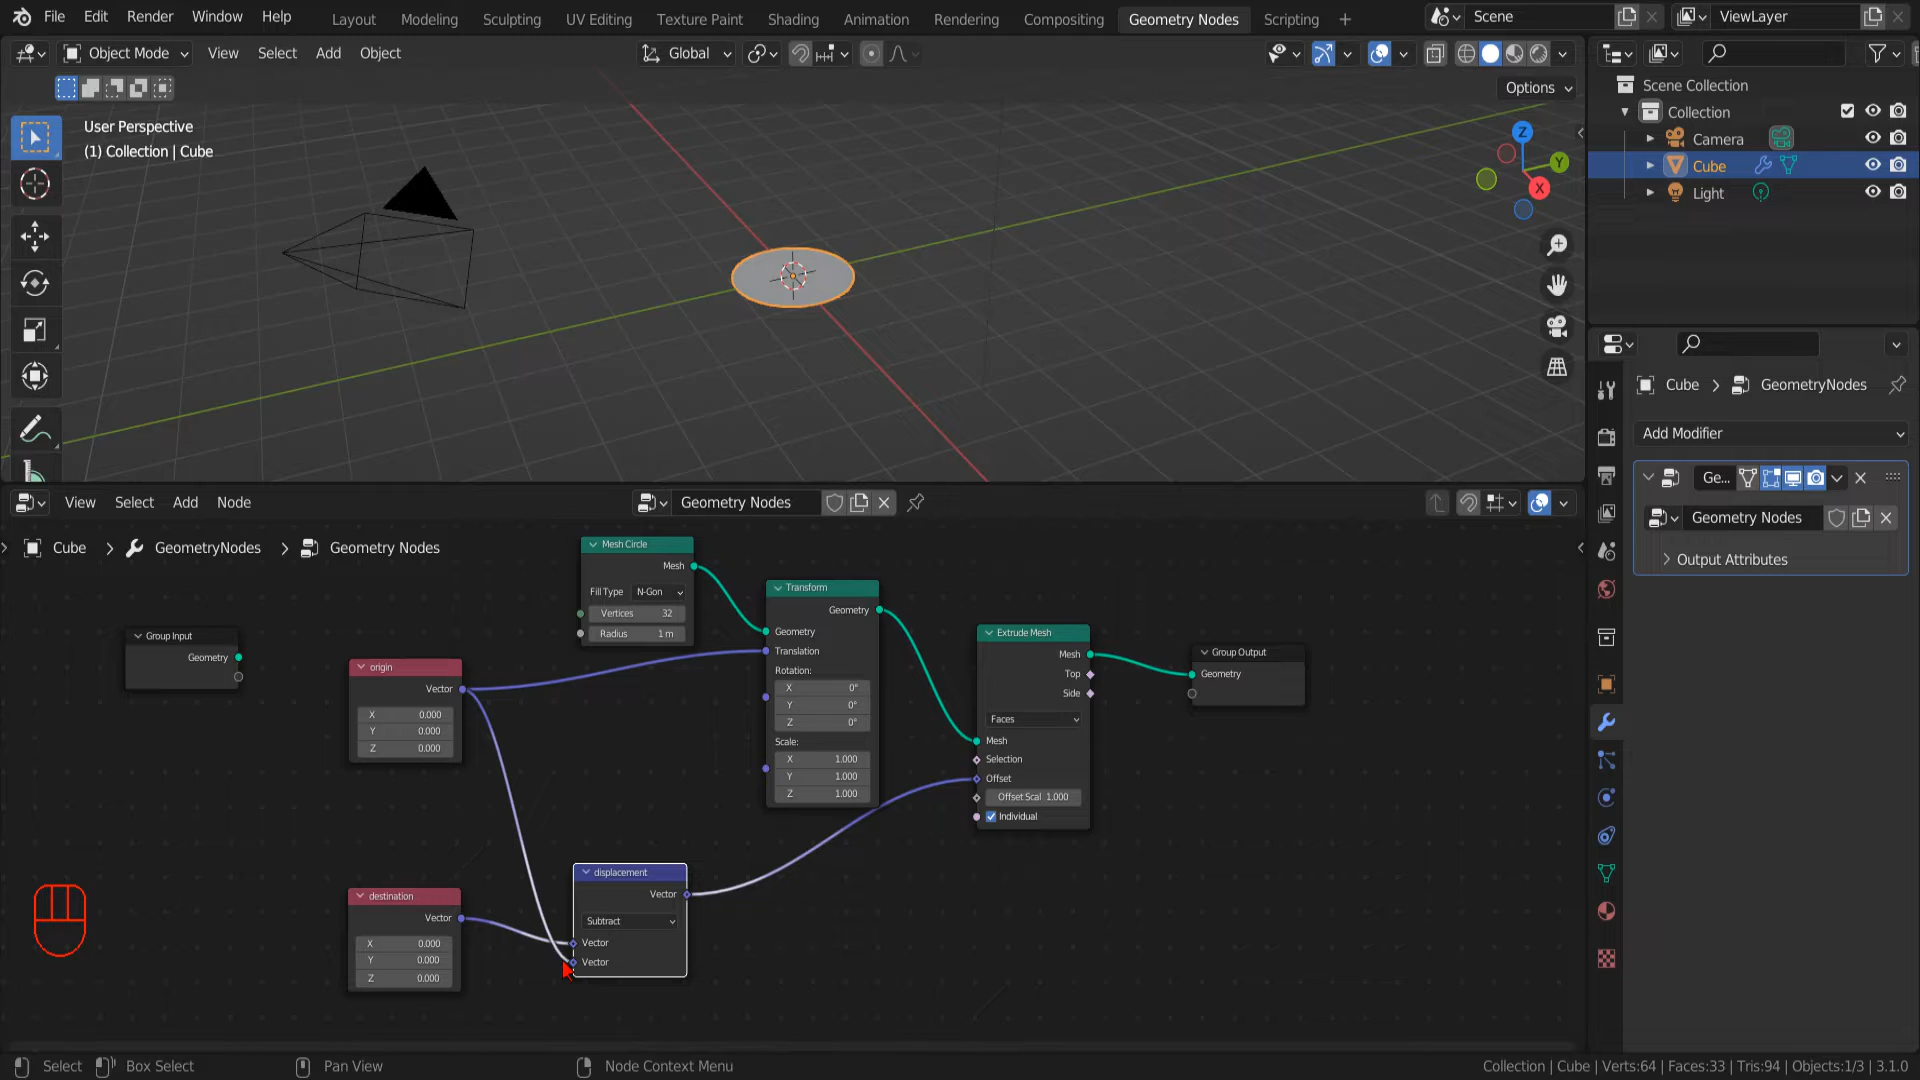 File Edit Render Window Help Layout Modeling Sculpting UV Editing Texture Paint Shading Animation Rendering Compositing Geometry Nodes Scripting + Scene ViewLayer
Object Mode View Select Add Object Global
Options
User Perspective
(1) Collection | Cube
Z
Y
X
Scene Collection
Collection
Camera
Cube
Light
Cube > GeometryNodes
Add Modifier
Ge...
Geometry Nodes
Output Attributes
View Select Add Node Geometry Nodes
Cube > GeometryNodes > Geometry Nodes
Group Input
Geometry
origin
Vector
X 0.000
Y 0.000
Z 0.000
destination
Vector
X 0.000
Y 0.000
Z 0.000
Mesh Circle
Mesh
Fill Type N-Gon
Vertices 32
Radius 1 m
displacement
Vector
Subtract
Vector
Vector
Transform
Geometry
Geometry
Translation
Rotation:
X 0°
Y 0°
Z 0°
Scale:
X 1.000
Y 1.000
Z 1.000
Extrude Mesh
Mesh
Top
Side
Faces
Mesh
Selection
Offset
Offset Scal 1.000
Individual
Group Output
Geometry
Select Box Select Pan View Node Context Menu Collection | Cube | Verts:64 | Faces:33 | Tris:94 | Objects:1/3 | 3.1.0